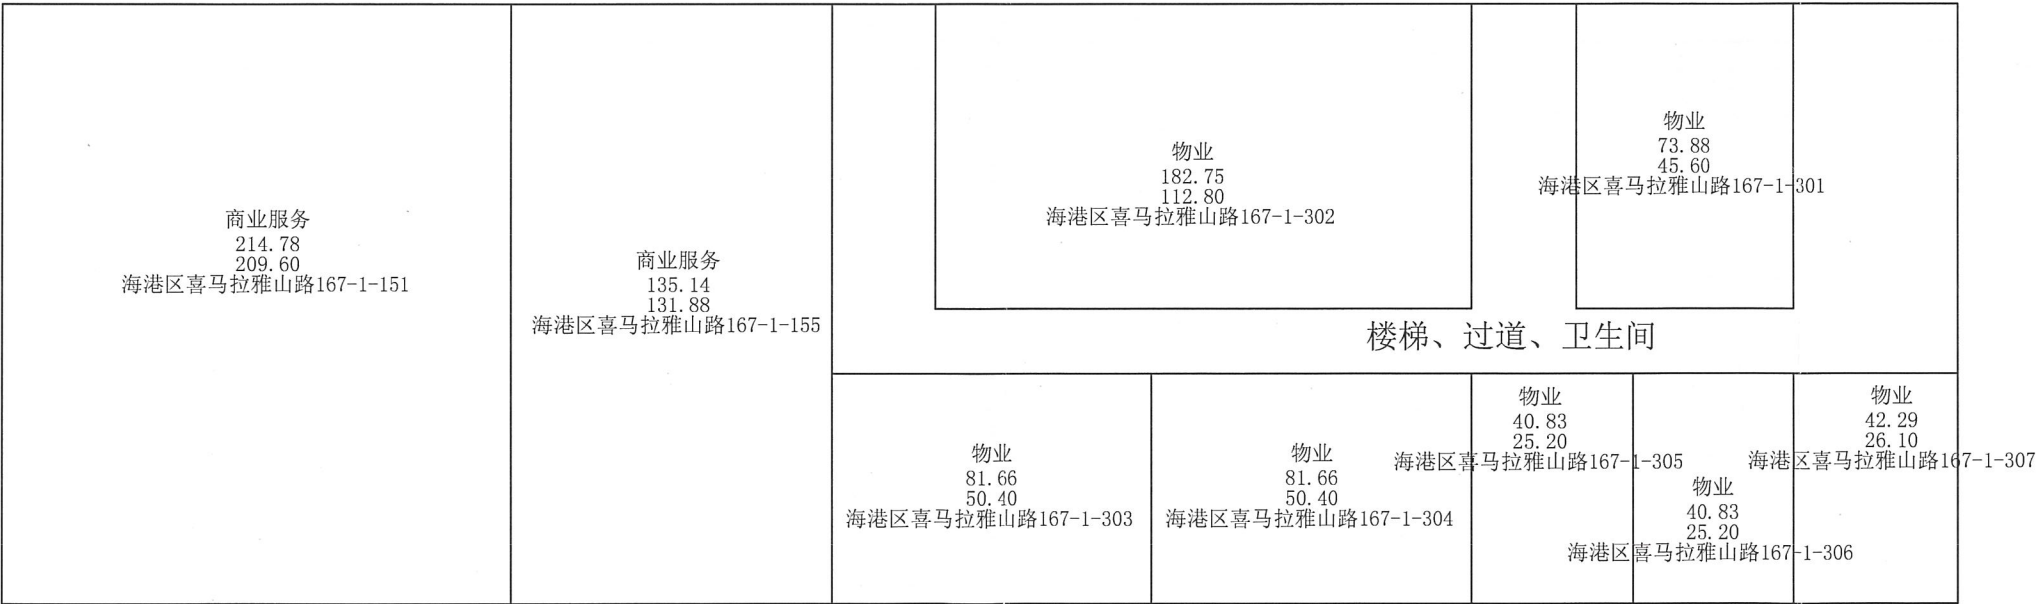 商业服务
214.78
209.60
海港区喜马拉雅山路167-1-151
商业服务
135.14
131.88
海港区喜马拉雅山路167-1-155
物业
182.75
112.80
海港区喜马拉雅山路167-1-302
物业
73.88
45.60
海港区喜马拉雅山路167-1-301
楼梯、过道、卫生间
物业
81.66
50.40
海港区喜马拉雅山路167-1-303
物业
81.66
50.40
海港区喜马拉雅山路167-1-304
物业
40.83
25.20
海港区喜马拉雅山路167-1-305
物业
40.83
25.20
海港区喜马拉雅山路167-1-306
物业
42.29
26.10
海港区喜马拉雅山路167-1-307